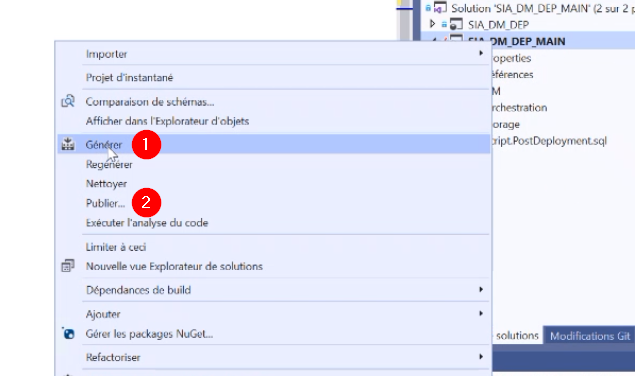 Solution 'SIA_DM_DEP_MAIN' (2 sur 2 p
SIA_DM_DEP
SIA_DM_DEP_MAIN
operties
éférences
M
rchestration
orage
cript.PostDeployment.sql
Importer
Projet d'instantané
Comparaison de schémas...
Afficher dans l'Explorateur d'objets
Générer 1
Regénérer
Nettoyer
Publier... 2
Exécuter l'analyse du code
Limiter à ceci
Nouvelle vue Explorateur de solutions
Dépendances de build
Ajouter
Gérer les packages NuGet...
Refactoriser
solutions Modifications Git